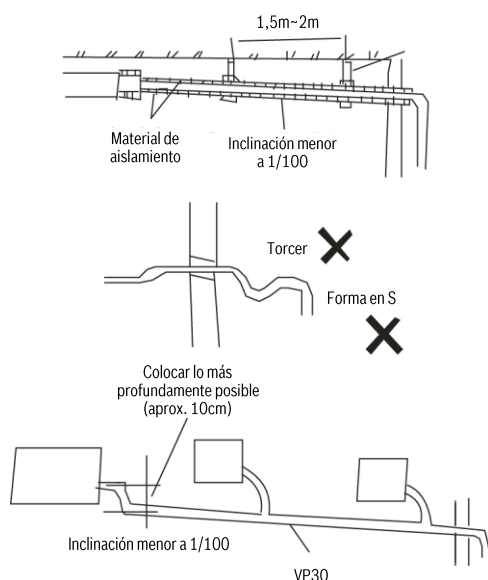 1,5m~2m
Material de
aislamiento
Inclinación menor
a 1/100
Torcer
Forma en S
Colocar lo más
profundamente posible
(aprox. 10cm)
Inclinación menor a 1/100
VP30